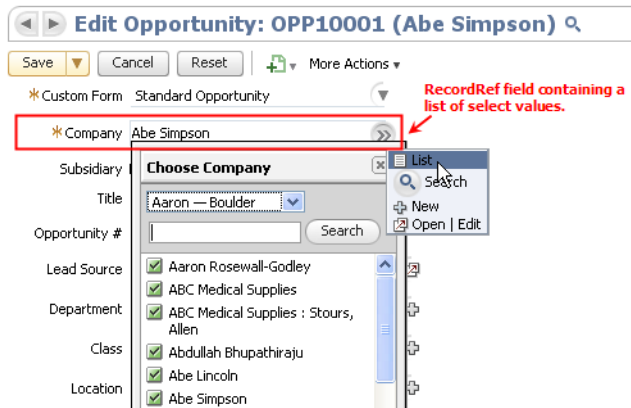 Edit Opportunity: OPP10001 (Abe Simpson)
Save Cancel Reset More Actions
RecordRef field containing a
list of select values.
*Custom Form Standard Opportunity
*Company Abe Simpson
List
Search
New
Open | Edit
Subsidiary
Choose Company
Title
Aaron — Boulder
Opportunity #
Search
Lead Source
Aaron Rosewall-Godley
ABC Medical Supplies
Department
ABC Medical Supplies : Stours,
Allen
Class
Abdullah Bhupathiraju
Abe Lincoln
Location
Abe Simpson